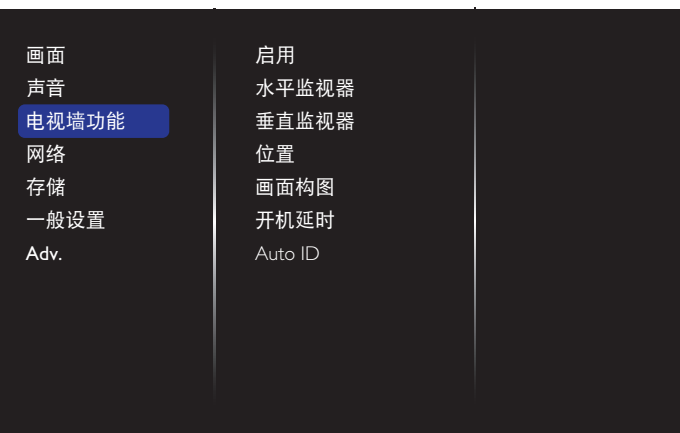 画面
声音
电视墙功能
网络
存储
一般设置
Adv.
启用
水平监视器
垂直监视器
位置
画面构图
开机延时
Auto ID